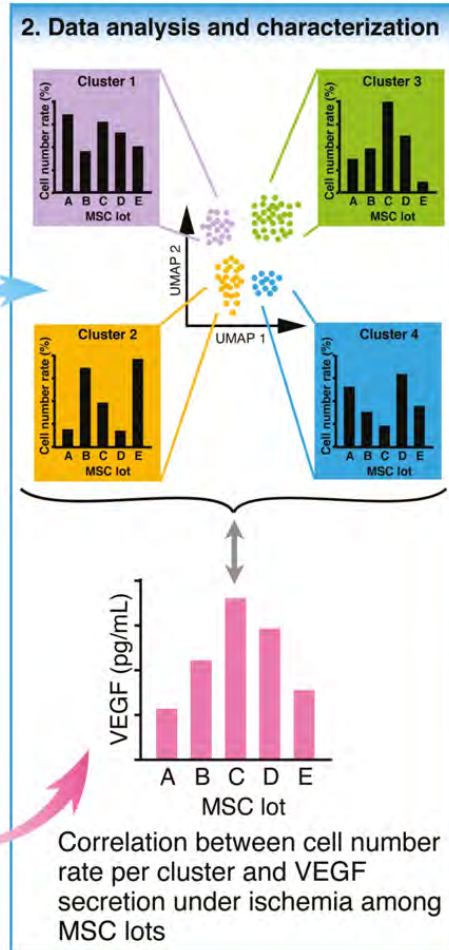 2. Data analysis and characterization
Cluster 1
Cell number rate (%)
A B C D E
MSC lot
Cluster 3
Cell number rate (%)
A B C D E
MSC lot
UMAP 2
UMAP 1
Cluster 2
Cell number rate (%)
A B C D E
MSC lot
Cluster 4
Cell number rate (%)
A B C D E
MSC lot
VEGF (pg/mL)
A B C D E
MSC lot
Correlation between cell number
rate per cluster and VEGF
secretion under ischemia among
MSC lots